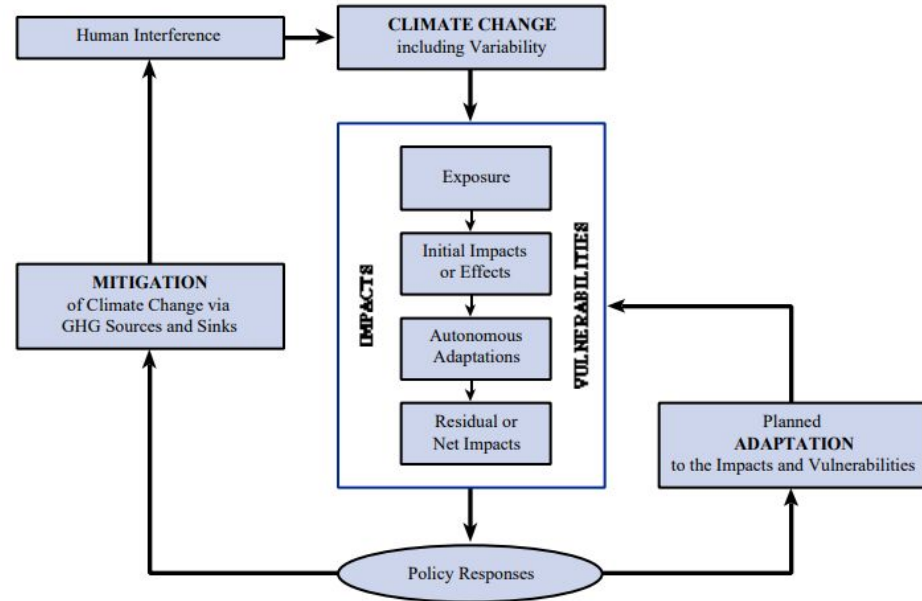 Human Interference
CLIMATE CHANGE
including Variability
Exposure
Initial Impacts
or Effects
IMPACTS
VULNERABILITIES
MITIGATION
of Climate Change via
GHG Sources and Sinks
Autonomous
Adaptations
Residual or
Net Impacts
Planned
ADAPTATION
to the Impacts and Vulnerabilities
Policy Responses